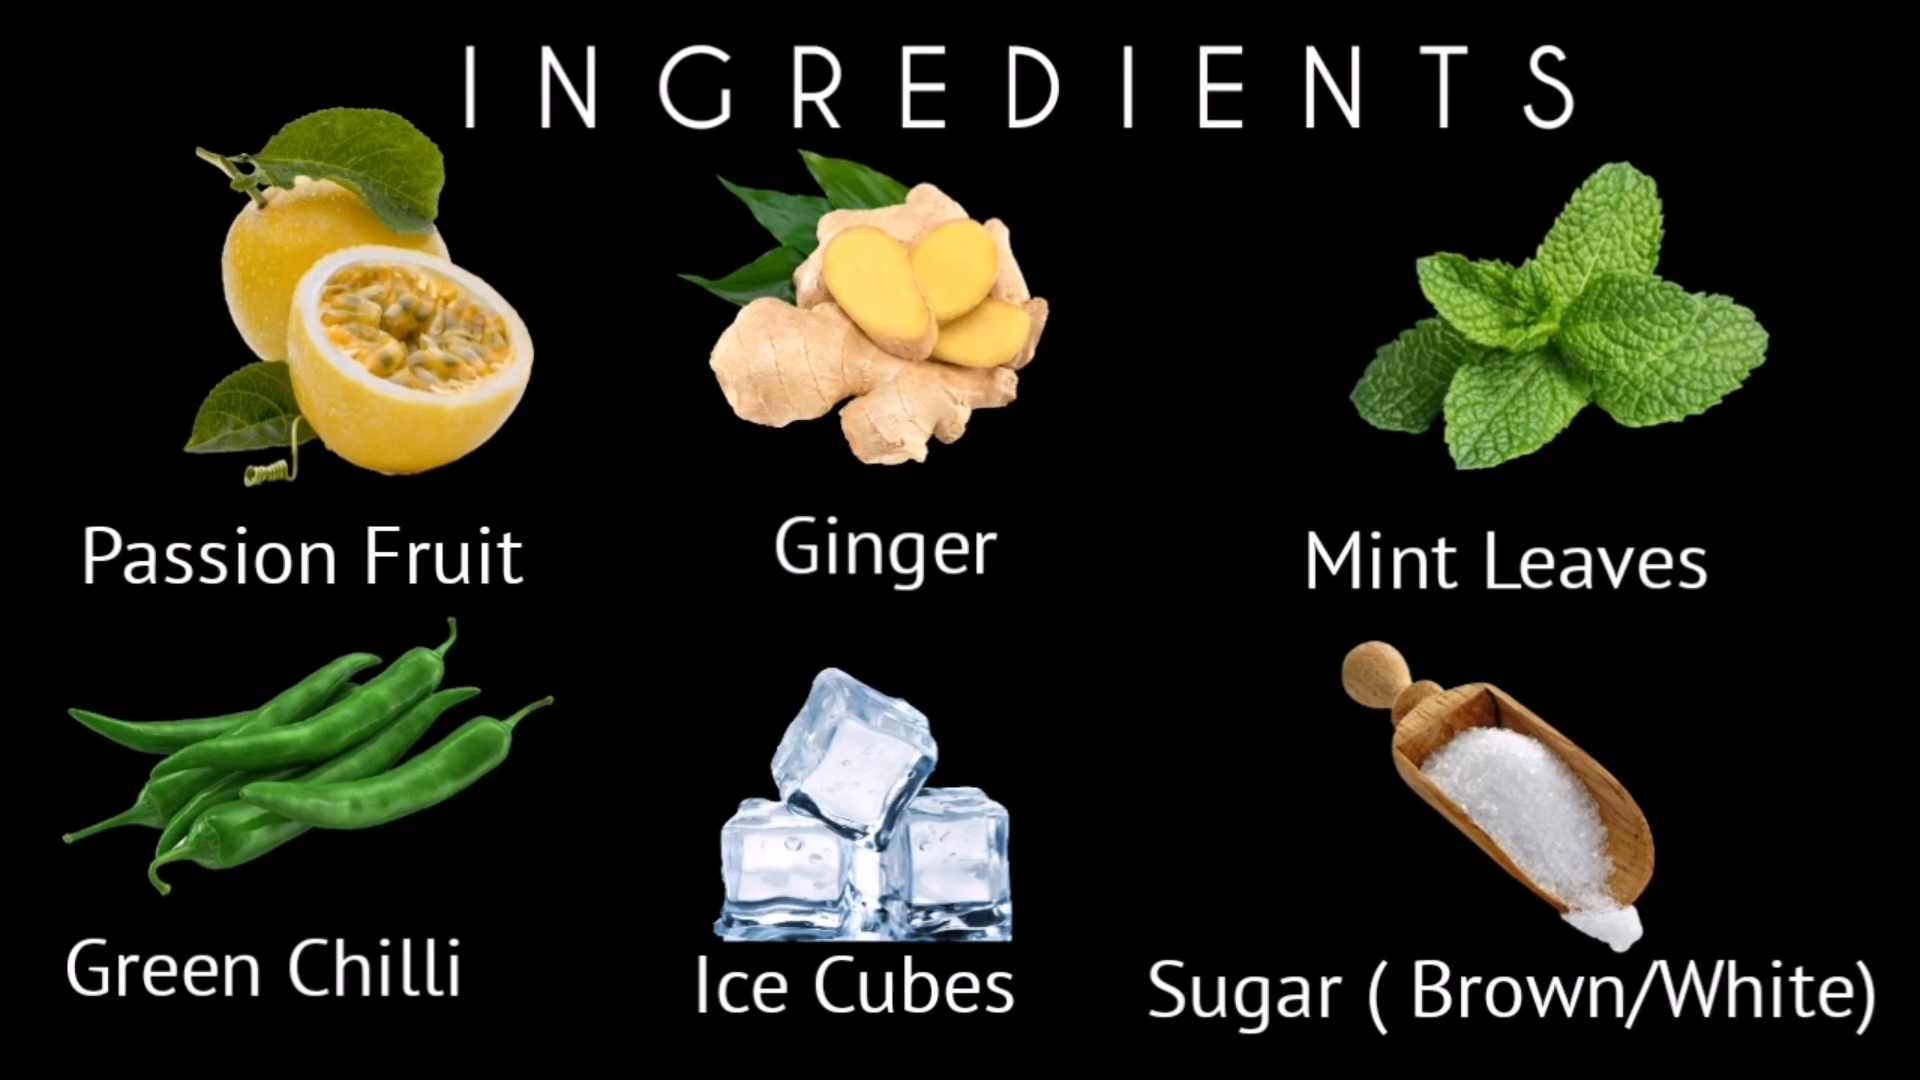 INGREDIENTS
Passion Fruit
Ginger
Mint Leaves
Green Chilli
Ice Cubes
Sugar ( Brown/White)